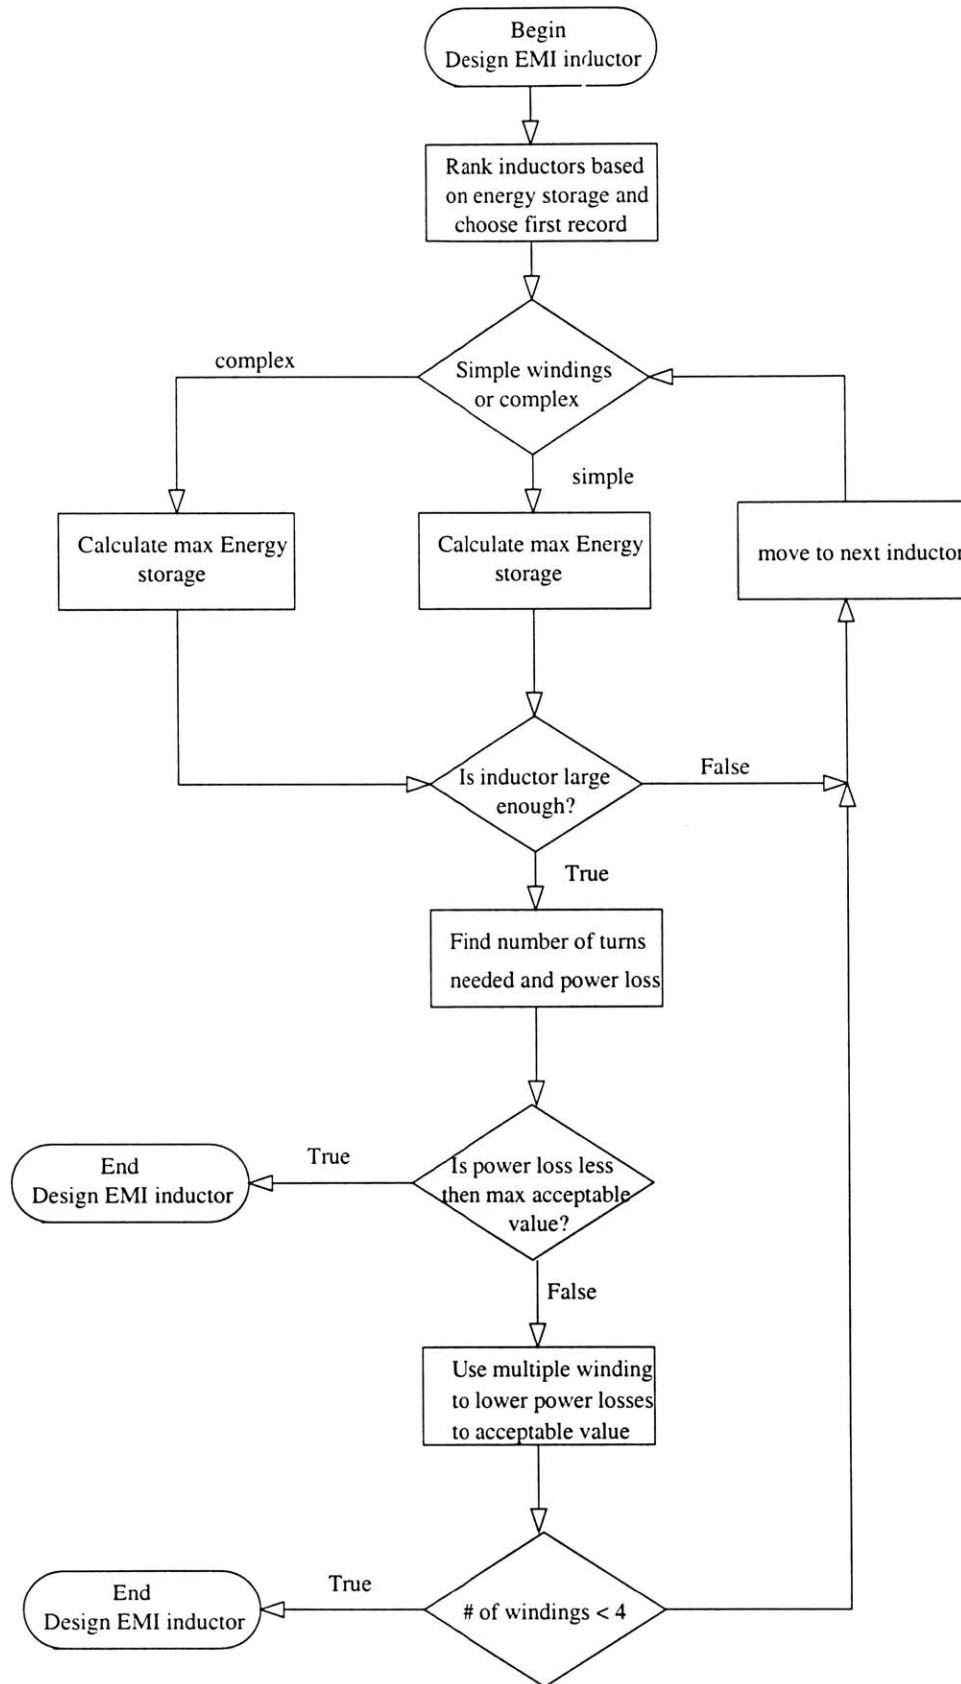 Begin
Design EMI inductor
Rank inductors based
on energy storage and
choose first record
complex
Simple windings
or complex
simple
Calculate max Energy
storage
Calculate max Energy
storage
move to next inductor
Is inductor large
enough?
False
True
Find number of turns
needed and power loss
True
End
Design EMI inductor
Is power loss less
then max acceptable
value?
False
Use multiple winding
to lower power losses
to acceptable value
True
End
Design EMI inductor
# of windings < 4